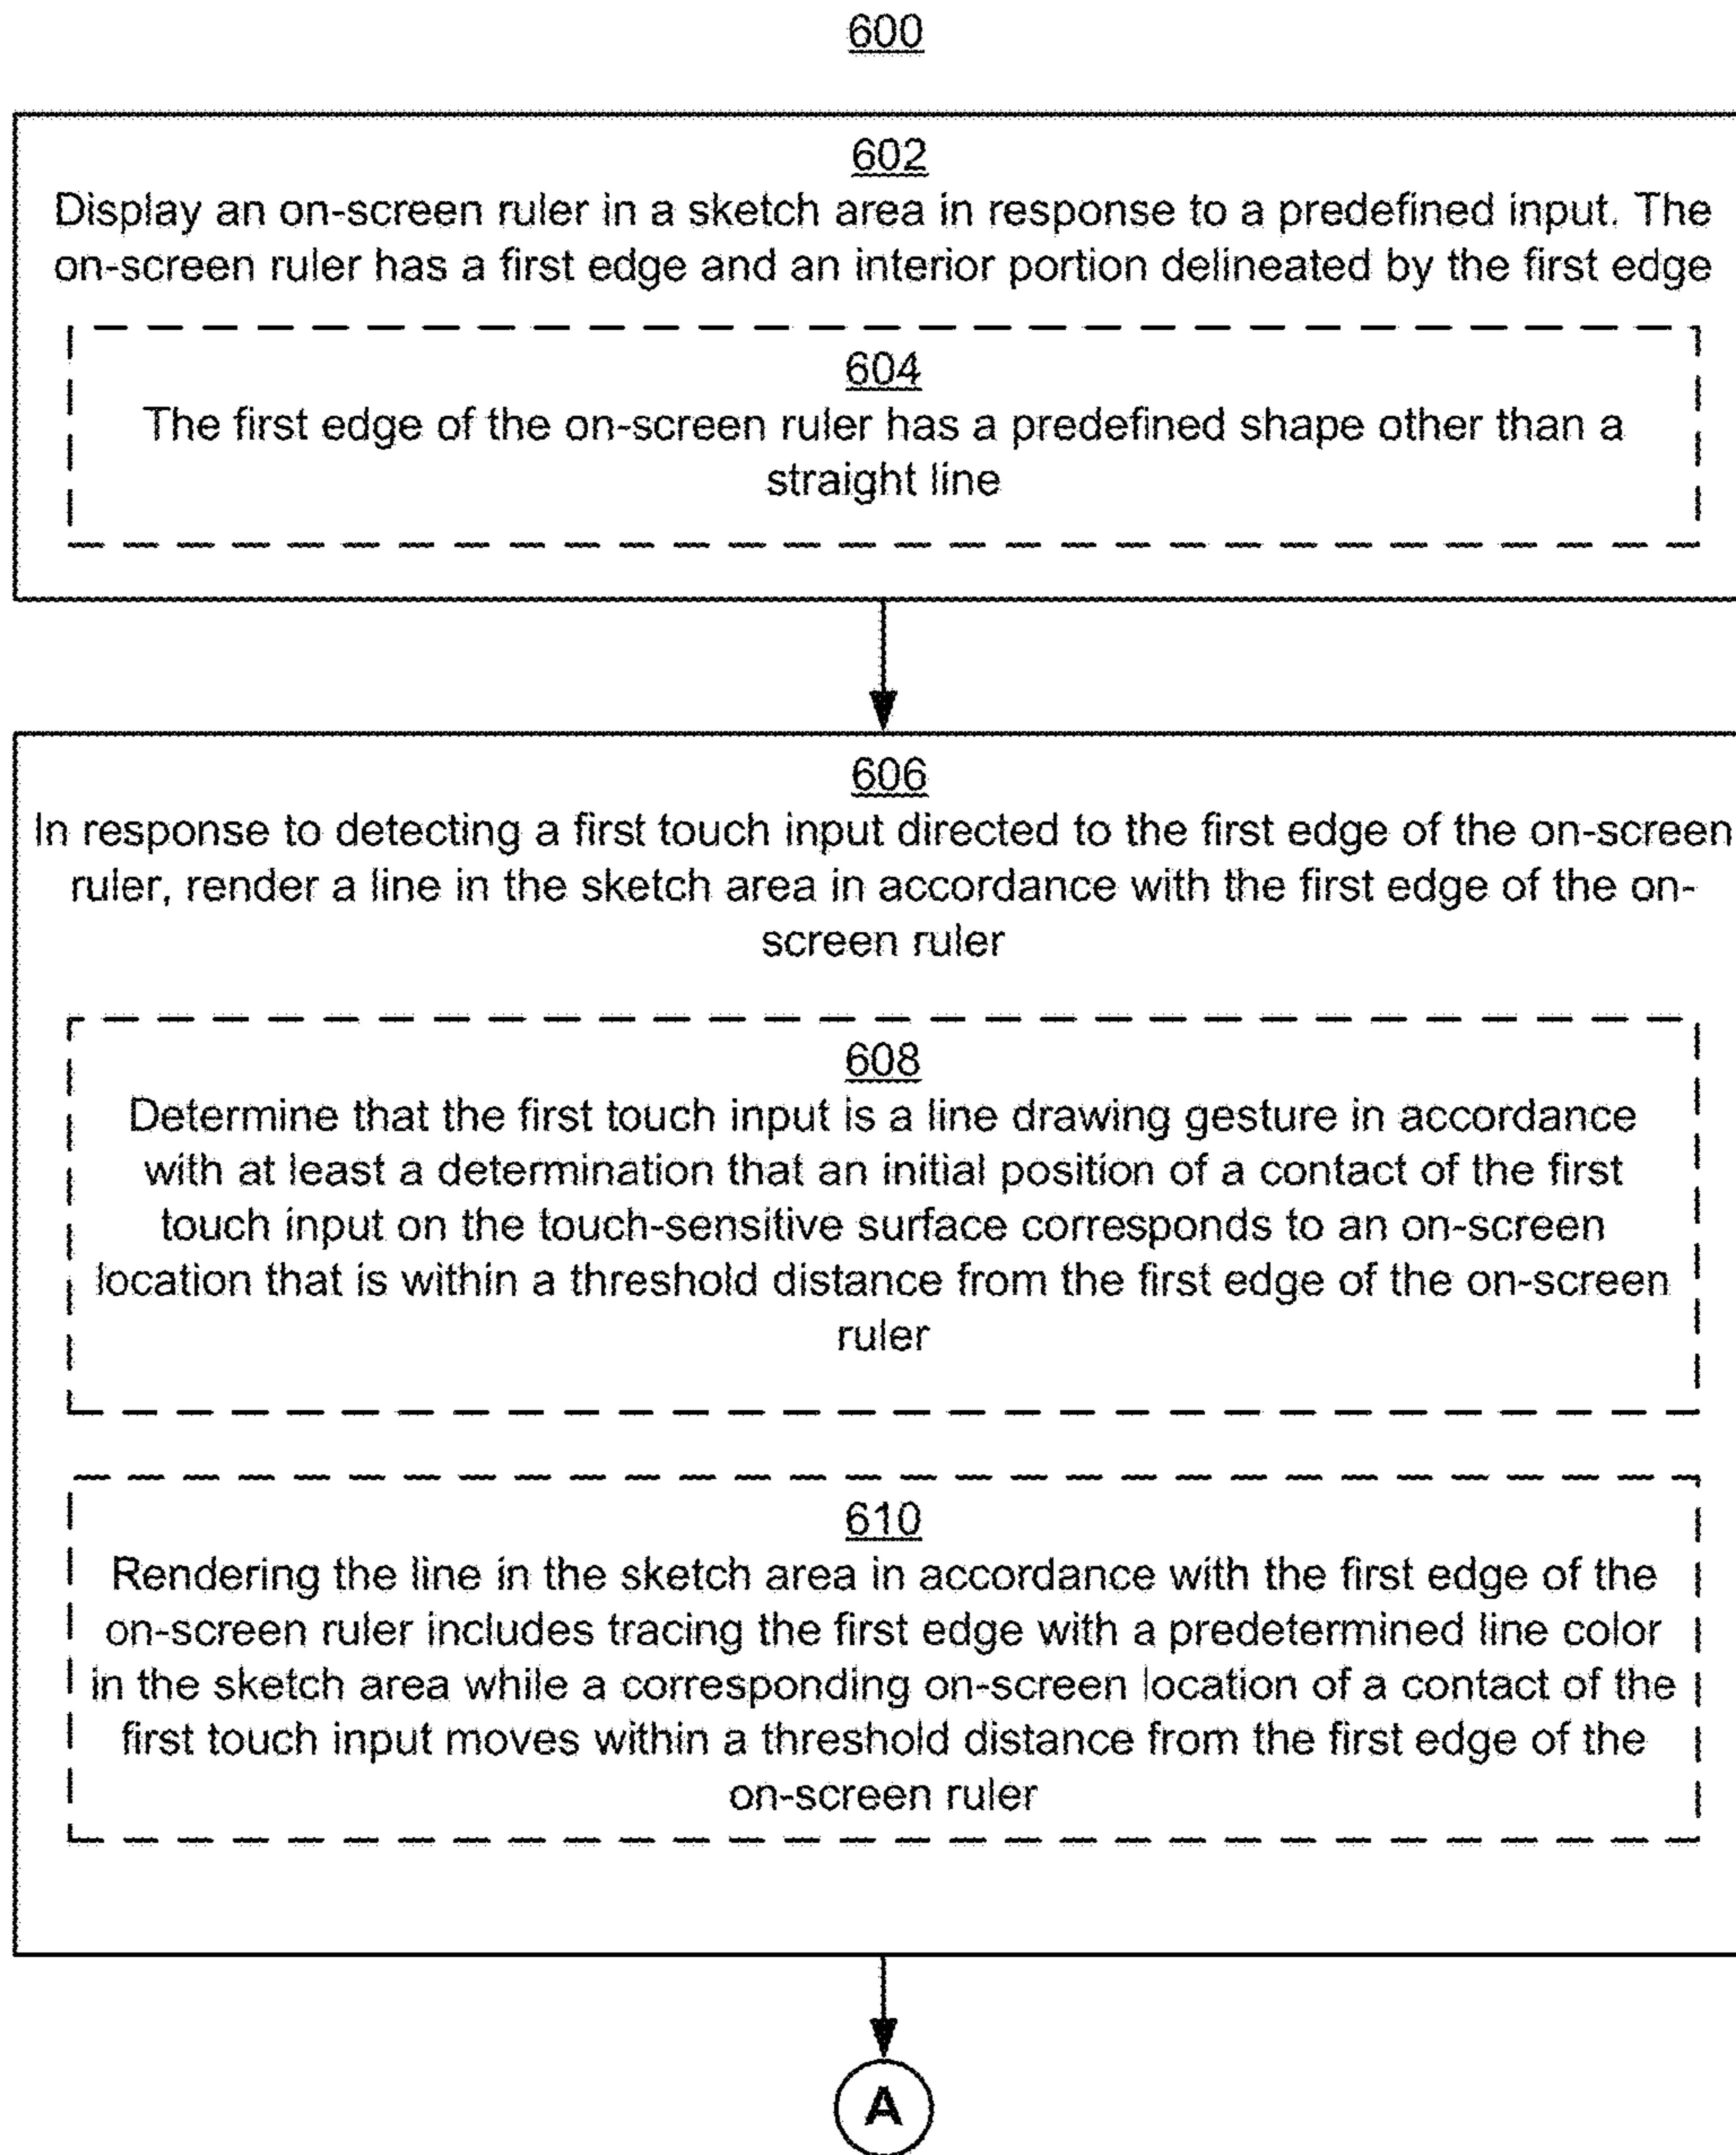 600
602
Display an on-screen ruler in a sketch area in response to a predefined input. The
on-screen ruler has a first edge and an interior portion delineated by the first edge
604
The first edge of the on-screen ruler has a predefined shape other than a
straight line
606
In response to detecting a first touch input directed to the first edge of the on-screen
ruler, render a line in the sketch area in accordance with the first edge of the on-
screen ruler
608
Determine that the first touch input is a line drawing gesture in accordance
with at least a determination that an initial position of a contact of the first
touch input on the touch-sensitive surface corresponds to an on-screen
location that is within a threshold distance from the first edge of the on-screen
ruler
610
Rendering the line in the sketch area in accordance with the first edge of the
on-screen ruler includes tracing the first edge with a predetermined line color
in the sketch area while a corresponding on-screen location of a contact of the
first touch input moves within a threshold distance from the first edge of the
on-screen ruler
A